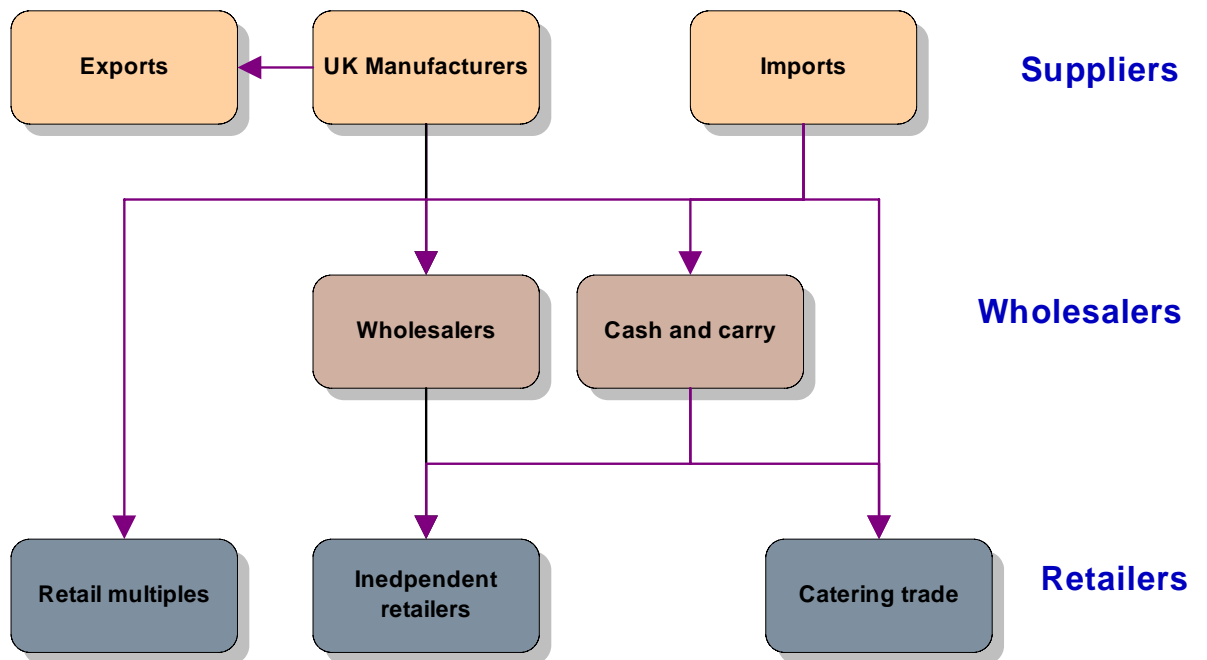 Exports
UK Manufacturers
Imports
Suppliers
Wholesalers
Cash and carry
Wholesalers
Retail multiples
Inedpendent
retailers
Catering trade
Retailers